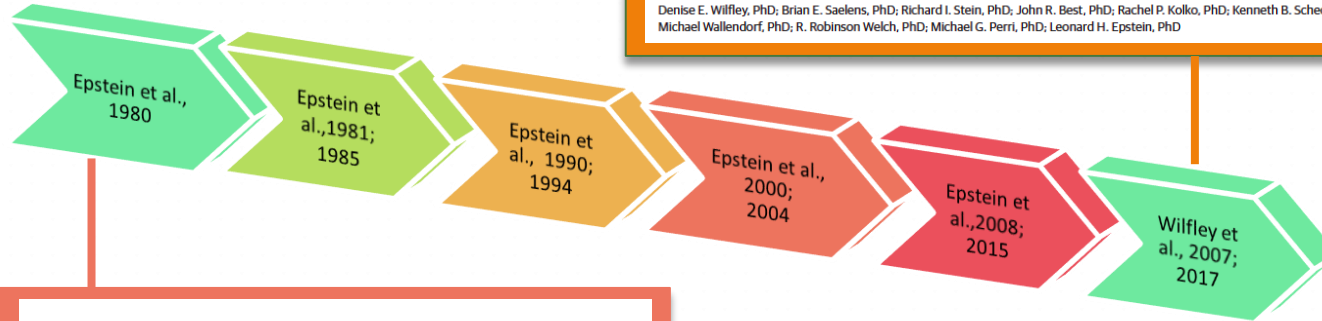 Denise E. Wilfley, PhD; Brian E. Saelens, PhD; Richard I. Stein, PhD; John R. Best, PhD; Rachel P. Kolko, PhD; Kenneth B.
Michael Wallendorf, PhD; R. Robinson Welch, PhD; Michael G. Perri, PhD; Leonard H. Epstein, PhD
Epstein et al.,
1980
Epstein et
al.,1981;
1985
Epstein et
al., 1990;
1994
Epstein et al.,
2000;
2004
Epstein et
al.,2008;
2015
Wilfley et
al., 2007;
2017